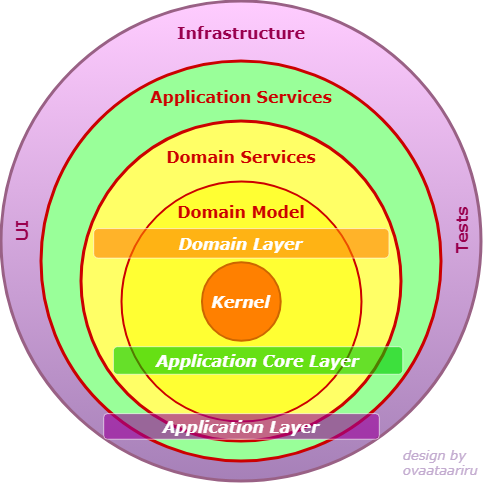 Infrastructure
Application Services
Domain Services
Domain Model
UI
Tests
Domain Layer
Kernel
Application Core Layer
Application Layer
design by
ovaataariru